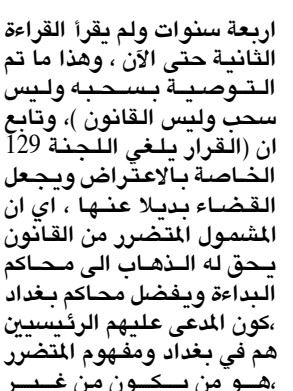 اربعة سنوات ولم يقرأ القراءة
الثانية حتى الآن ، وهذا ما تم
التوصية بسحبه وليس
سحب وليس القانون )، وتابع
ان (القرار يلغي اللجنة 129
الخاصة بالاعتراض ويجعل
القضاء بديلا عنها ، اي ان
المشمول المتضرر من القانون
يحق له الذهاب الى محاكم
البداءة ويفضل محاكم بغداد
،كون المدعى عليهم الرئيسيين
هم في بغداد ومفهوم المتضرر
،هو من يكون من غير